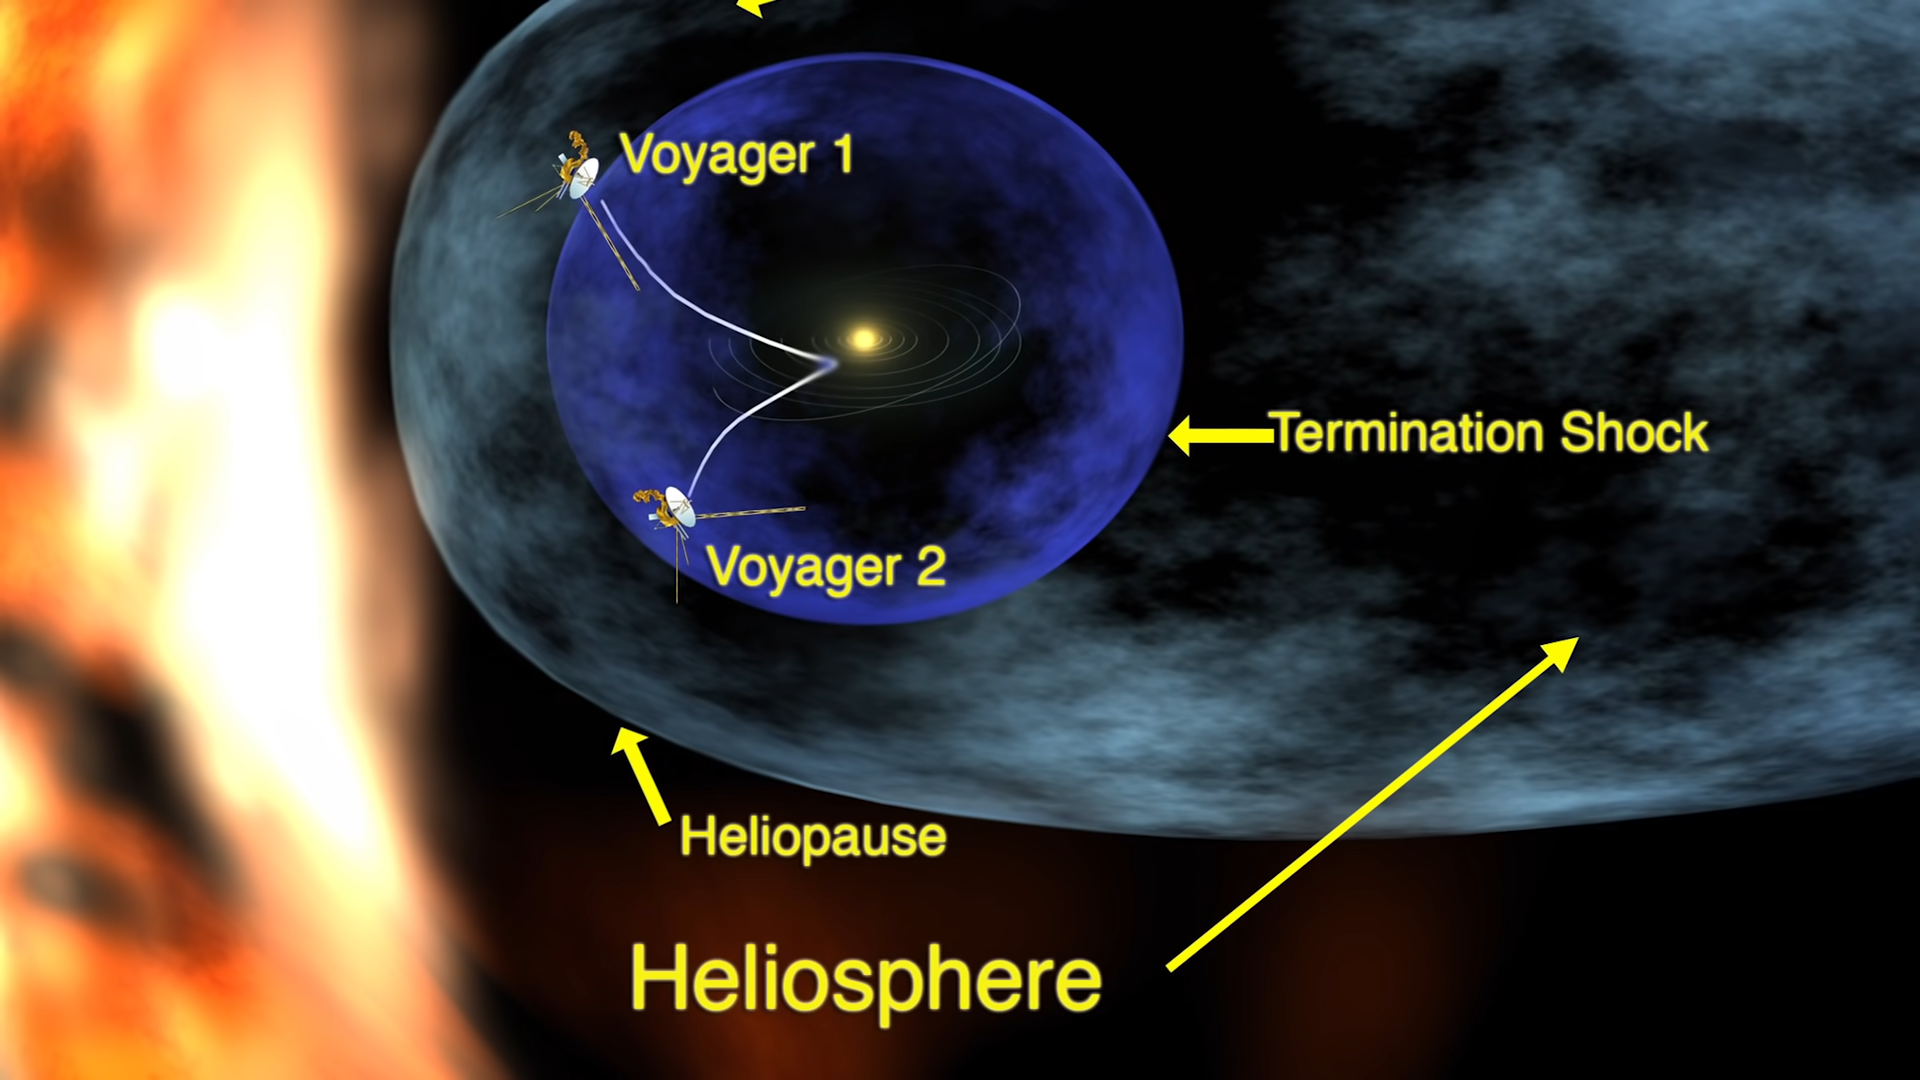 Voyager 1
Termination Shock
Voyager 2
Heliopause
Heliosphere